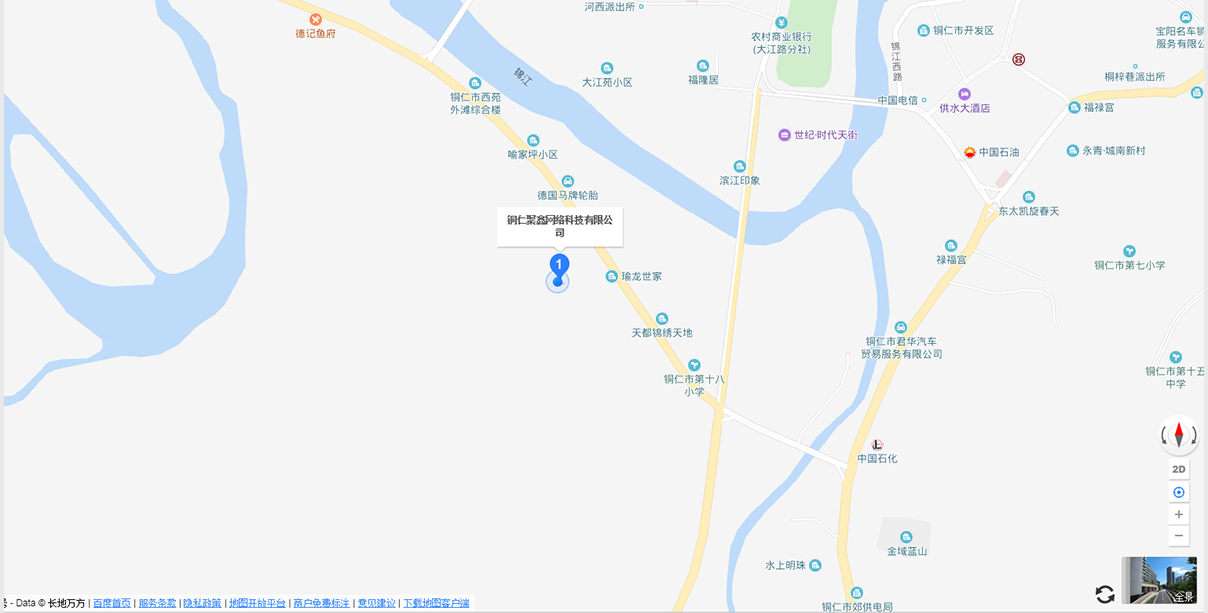 河西派出所
德记鱼府
农村商业银行
(大江路分社)
铜仁市开发区
宝阳名车销
服务有限公
锦江西路
锦江
大江苑小区
福隆居
桐梓巷派出所
铜仁市西苑
外滩综合楼
中国电信
供水大酒店
福禄宫
世纪·时代天街
喻家坪小区
中国石油
永青·城南新村
滨江印象
德国马牌轮胎
东太凯旋春天
铜仁聚鑫网络科技有限公
司
禄福宫
铜仁市第七小学
1
瑜龙世家
天都锦绣天地
铜仁市君华汽车
贸易服务有限公司
铜仁市第十八
小学
铜仁市第十五
中学
中国石化
2D
金域蓝山
水上明珠
全景
铜仁市郊供电局
号 - Data © 长地万方 | 百度首页 | 服务条款 | 隐私政策 | 地图开放平台 | 商户免费标注 | 意见建议 | 下载地图客户端